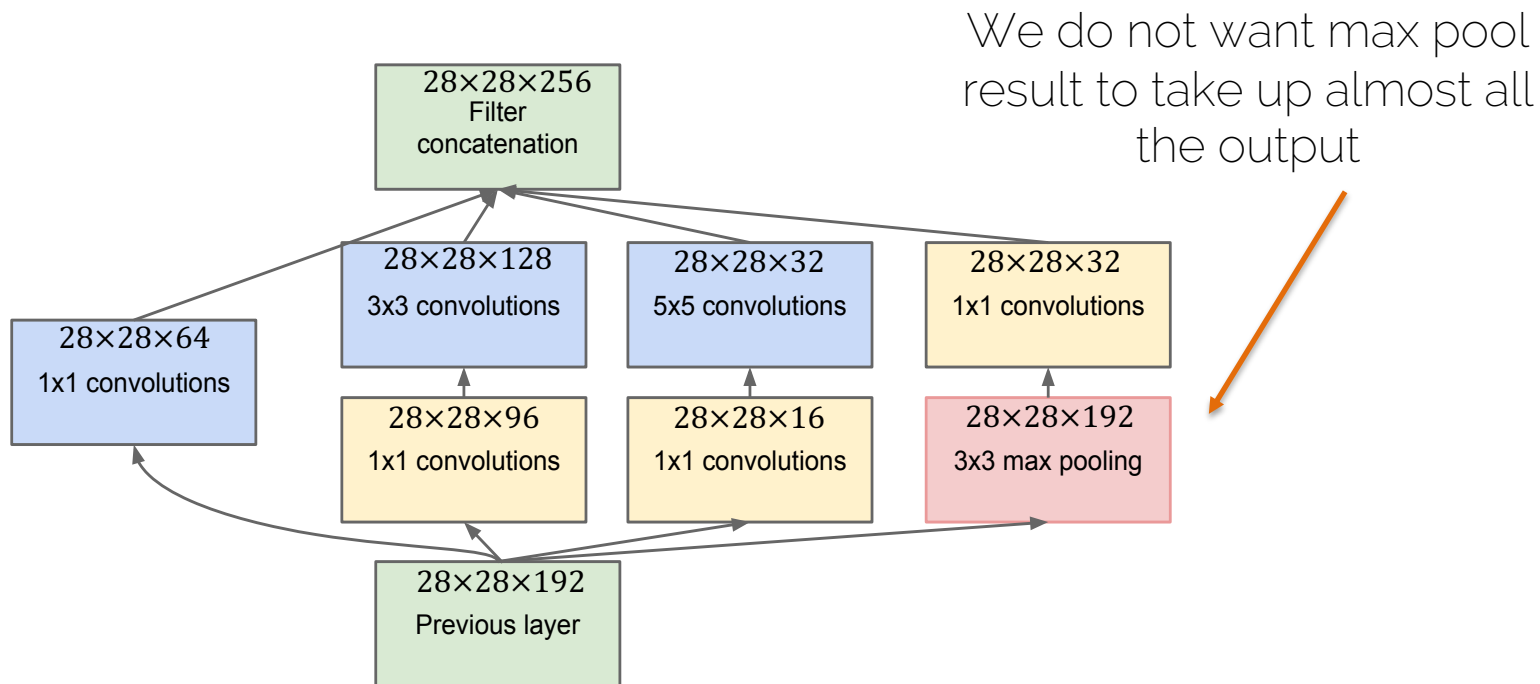 We do not want max pool
result to take up almost all
the output
28×28×256
Filter
concatenation
28×28×128
3x3 convolutions
28×28×32
5x5 convolutions
28×28×32
1x1 convolutions
28×28×64
1x1 convolutions
28×28×96
1x1 convolutions
28×28×16
1x1 convolutions
28×28×192
3x3 max pooling
28×28×192
Previous layer